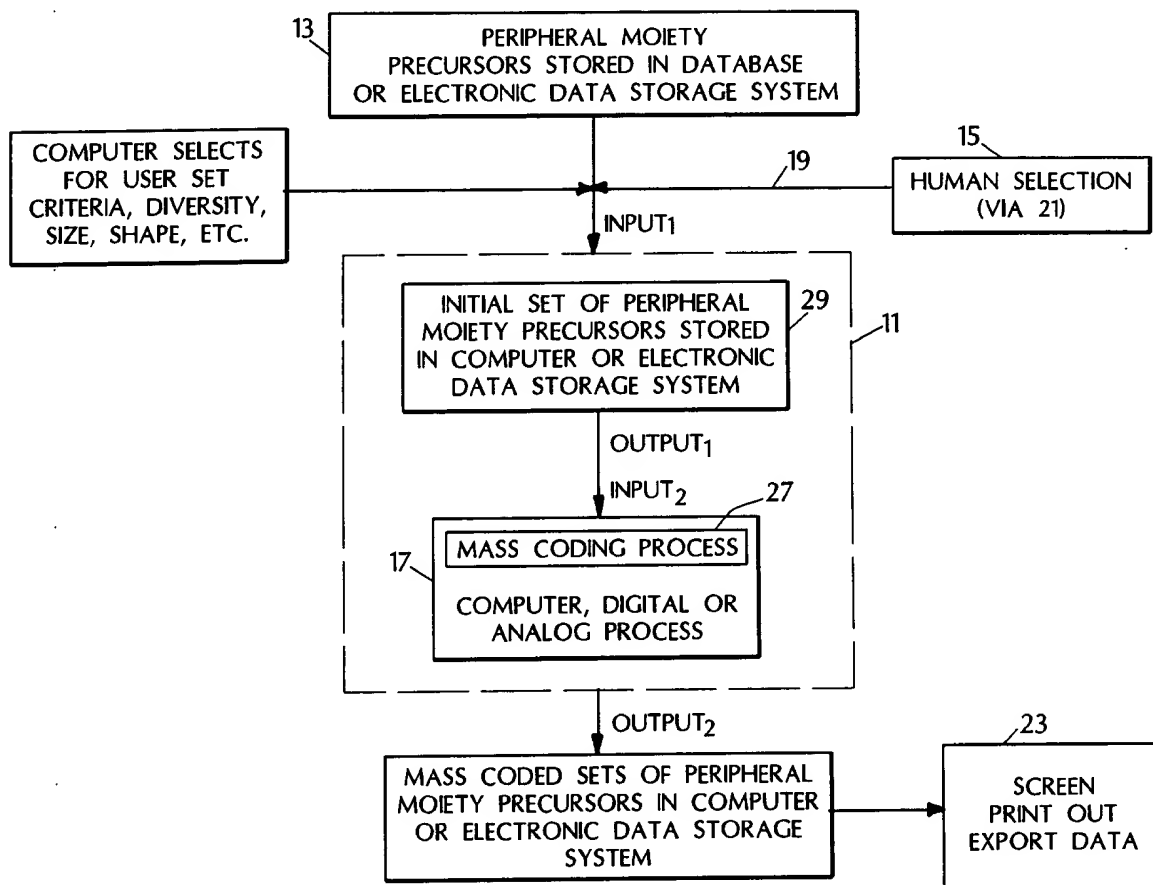 13
PERIPHERAL MOIETY
PRECURSORS STORED IN DATABASE
OR ELECTRONIC DATA STORAGE SYSTEM
COMPUTER SELECTS
FOR USER SET
CRITERIA, DIVERSITY,
SIZE, SHAPE, ETC.
19
15
HUMAN SELECTION
(VIA 21)
INPUT1
INITIAL SET OF PERIPHERAL
MOIETY PRECURSORS STORED
IN COMPUTER OR ELECTRONIC
DATA STORAGE SYSTEM
29
11
OUTPUT1
INPUT2
27
17
MASS CODING PROCESS
COMPUTER, DIGITAL OR
ANALOG PROCESS
OUTPUT2
MASS CODED SETS OF PERIPHERAL
MOIETY PRECURSORS IN COMPUTER
OR ELECTRONIC DATA STORAGE
SYSTEM
23
SCREEN
PRINT OUT
EXPORT DATA